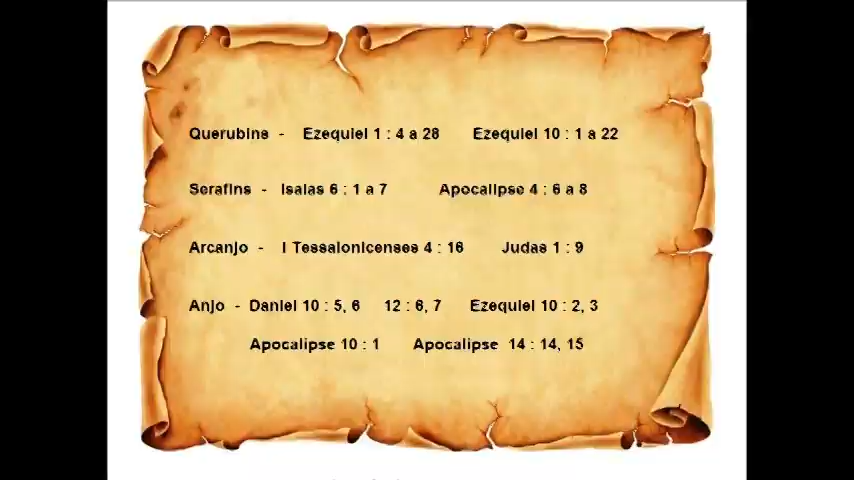 Querubins - Ezequiel 1 : 4 a 28 Ezequiel 10 : 1 a 22
Serafins - Isaias 6 : 1 a 7 Apocalipse 4 : 6 a 8
Arcanjo - I Tessalonicenses 4 : 16 Judas 1 : 9
Anjo - Daniel 10 : 5, 6 12 : 6, 7 Ezequiel 10 : 2, 3
Apocalipse 10 : 1 Apocalipse 14 : 14, 15